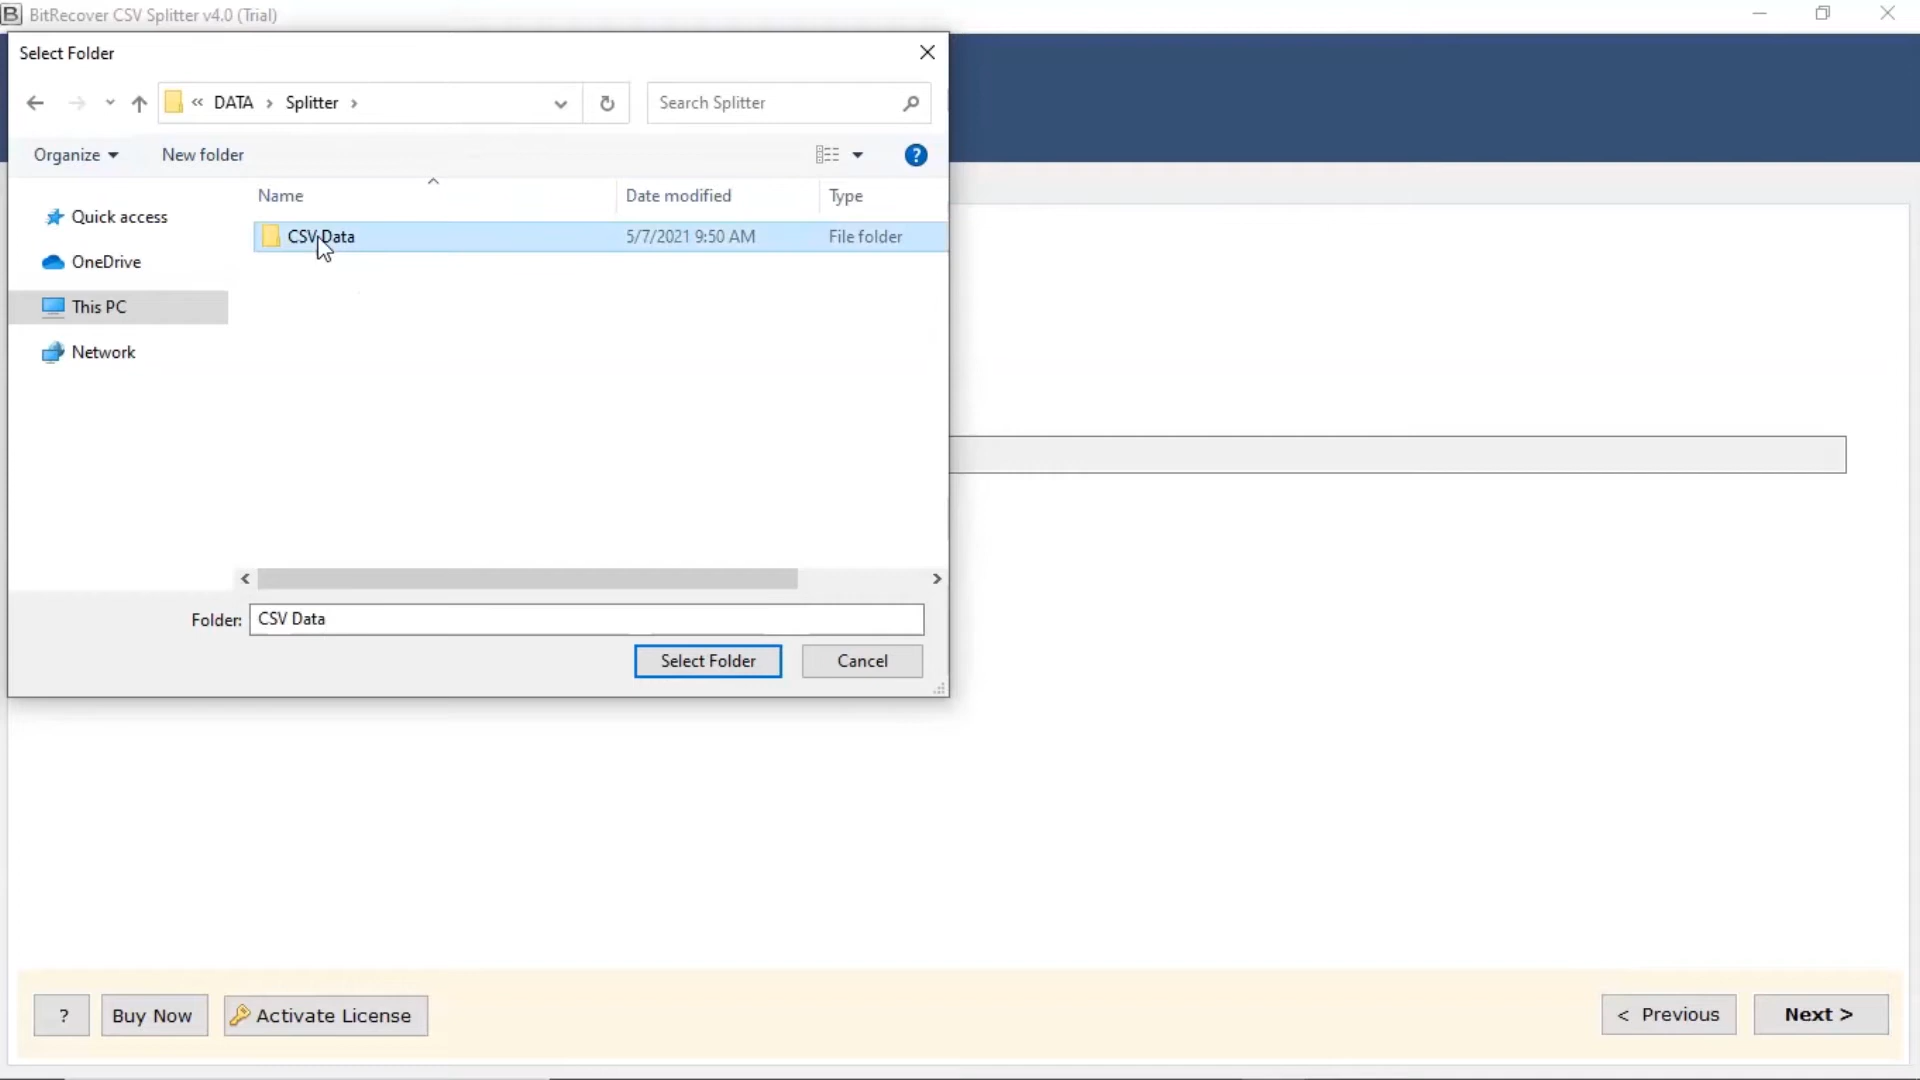 BitRecover CSV Splitter v4.0 (Trial)
Select Folder
« DATA > Splitter >
Search Splitter
Organize
New folder
?
Name
Date modified
Type
Quick access
CSV Data
5/7/2021 9:50 AM
File folder
OneDrive
This PC
Network
Folder:
CSV Data
Select Folder
Cancel
?
Buy Now
Activate License
< Previous
Next >